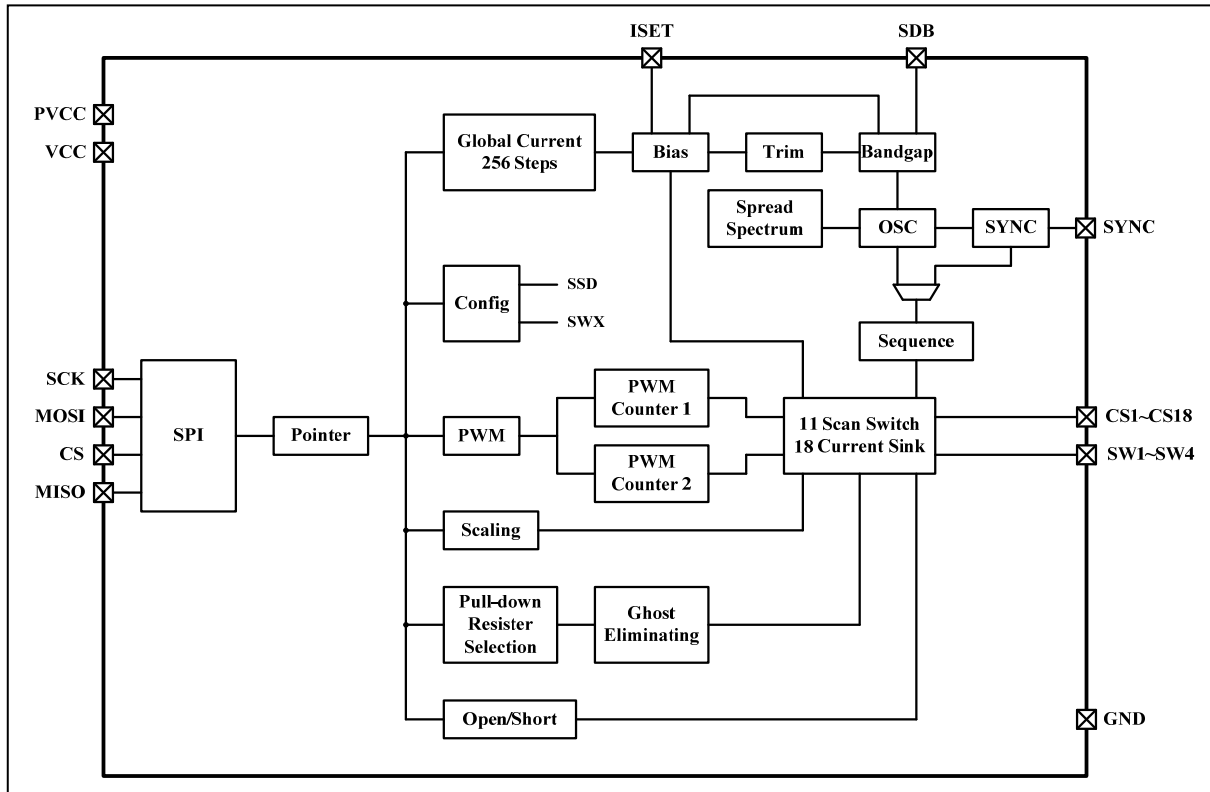 ISET
SDB
PVCC
VCC
Global Current
256 Steps
Bias
Trim
Bandgap
Spread
Spectrum
OSC
SYNC
SYNC
Config
SSD
SWX
Sequence
SCK
MOSI
CS
MISO
SPI
Pointer
PWM
PWM
Counter 1
PWM
Counter 2
11 Scan Switch
18 Current Sink
CS1~CS18
SW1~SW4
Scaling
Pull-down
Resister
Selection
Ghost
Eliminating
Open/Short
GND